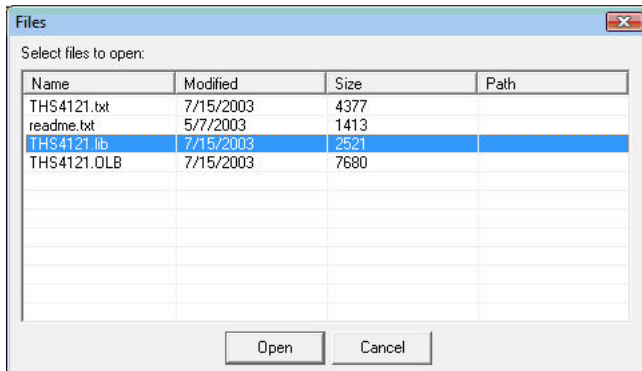 Files
Select files to open:
Name Modified Size Path
THS4121.txt 7/15/2003 4377
readme.txt 5/7/2003 1413
THS4121.lib 7/15/2003 2521
THS4121.OLB 7/15/2003 7680
Open Cancel